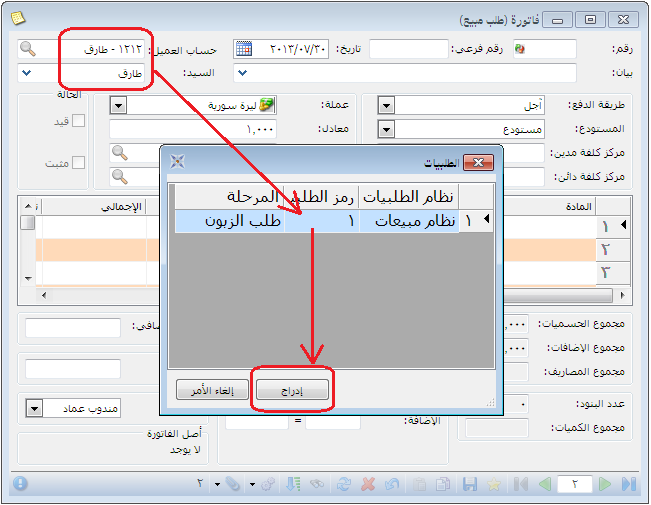 فاتورة (طلب مبيع)
رقم:
رقم فرعي:
تاريخ: ٢٠١٣/٠٧/٣٠
حساب العميل: ١٢١٢ - طارق
بيان:
السيد: طارق
طريقة الدفع: آجل
عملة: ليرة سورية
الحالة
المستودع: مستودع
معادل: ١,٠٠٠
قيد
مركز كلفة مدين:
مثبت
مركز كلفة دائن:
الطلبيات
نظام الطلبيات رمز الطلب المرحلة
١ نظام مبيعات ١ طلب الزبون
إدراج
إلغاء الأمر
المادة
الإجمالي
١
٢
٣
مجموع الحسميات:
مجموع الإضافات:
مجموع المصاريف:
عدد البنود: ٠
مندوب عماد
مجموع الكميات:
الإضافة: =
أصل الفاتورة
لا يوجد
٢
٢